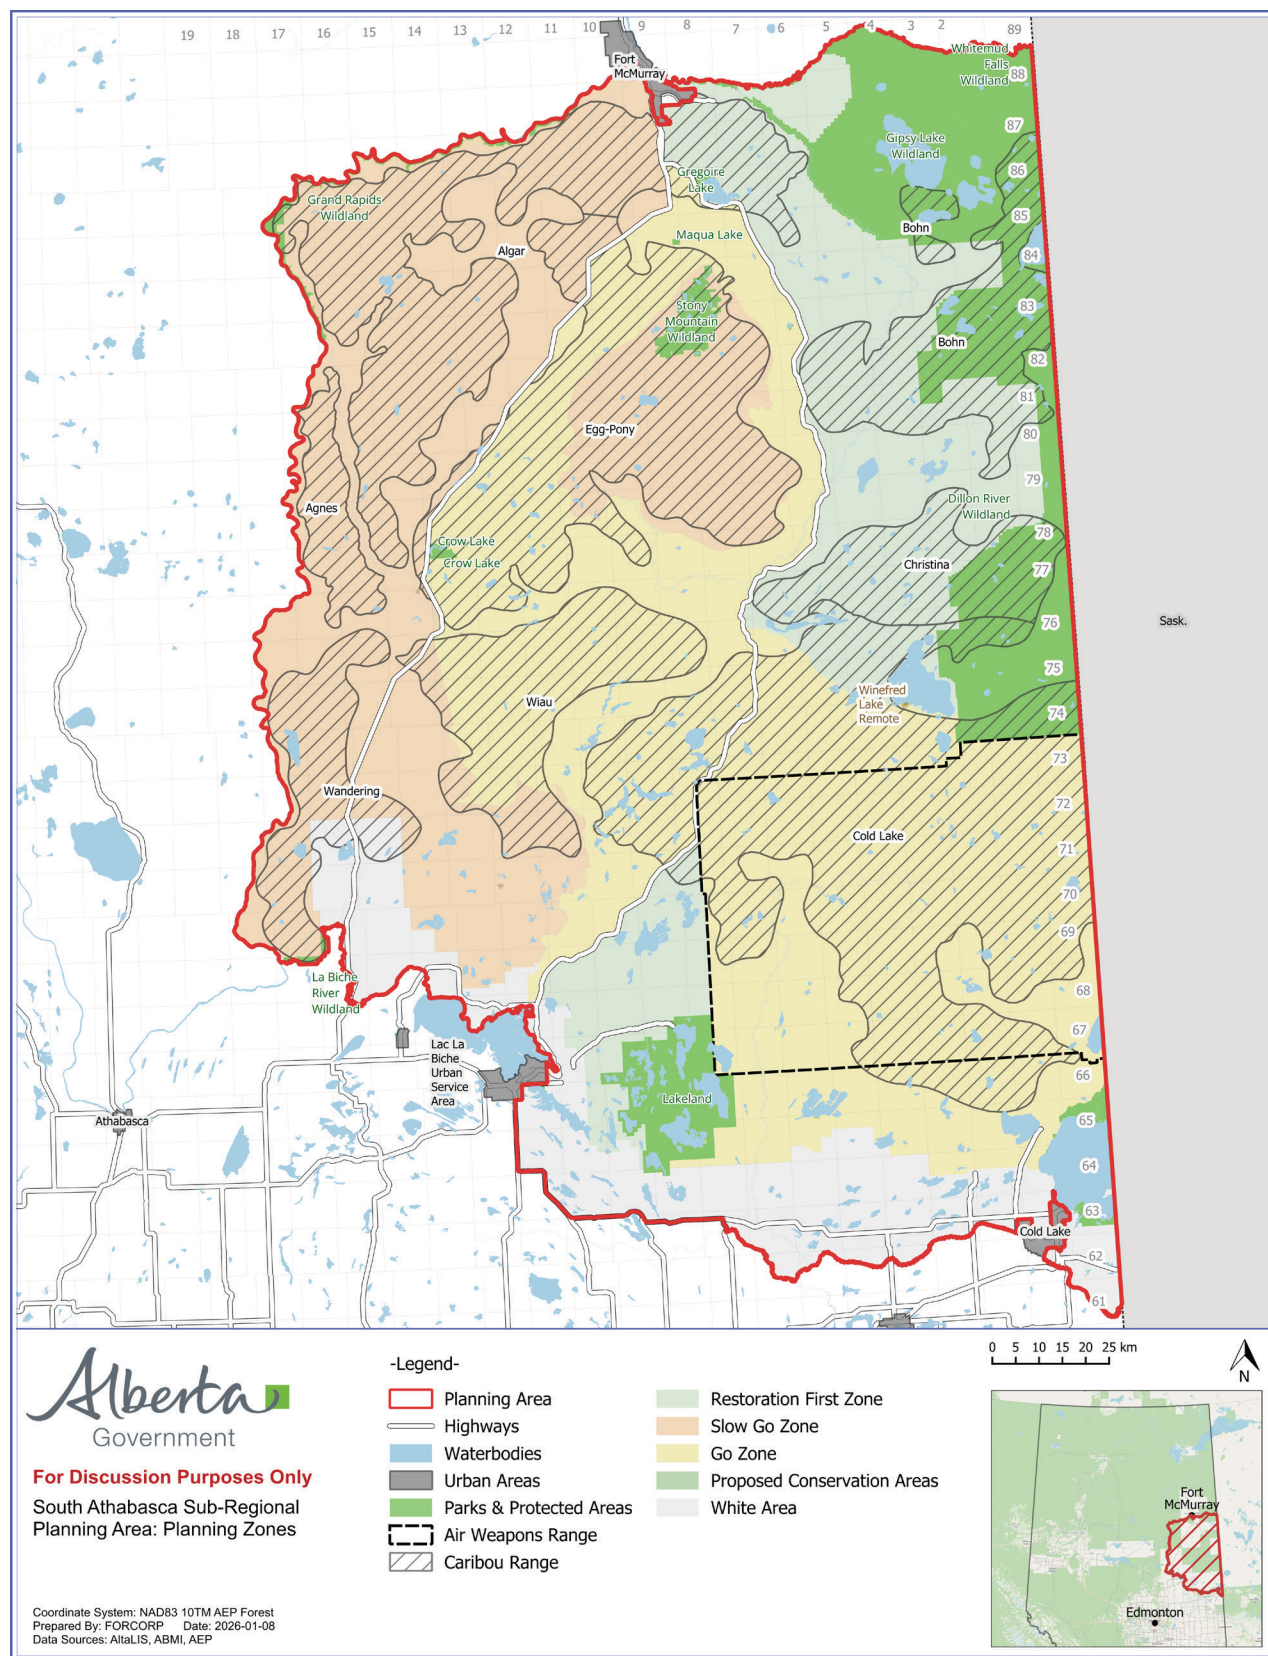 19 18 17 16 15 14 13 12 11 10 9 8 7 6 5 4 3 2 89
Fort
McMurray
Whitemud
Falls
Wildland
88
87
Gipsy Lake
Wildland
86
Gregoire
Lake
Grand Rapids
Wildland
85
Bohn
Maqua Lake
Algar
84
Stony
Mountain
Wildland
83
Bohn
82
81
Egg-Pony
80
79
Agnes
Dillon River
Wildland
78
Crow Lake
Crow Lake
Christina
77
76
Sask.
75
Wiau
Winefred
Lake
Remote
74
73
Wandering
72
Cold Lake
71
70
69
La Biche
River
Wildland
68
67
Lac La
Biche
Urban
Service
Area
66
Lakeland
Athabasca
65
64
63
Cold Lake
62
61
Alberta
Government
For Discussion Purposes Only
South Athabasca Sub-Regional
Planning Area: Planning Zones
Coordinate System: NAD83 10TM AEP Forest
Prepared By: FORCORP Date: 2026-01-08
Data Sources: AltaLIS, ABMI, AEP
-Legend-
Planning Area
Highways
Waterbodies
Urban Areas
Parks & Protected Areas
Air Weapons Range
Caribou Range
Restoration First Zone
Slow Go Zone
Go Zone
Proposed Conservation Areas
White Area
0 5 10 15 20 25 km
N
Fort
McMurray
Edmonton